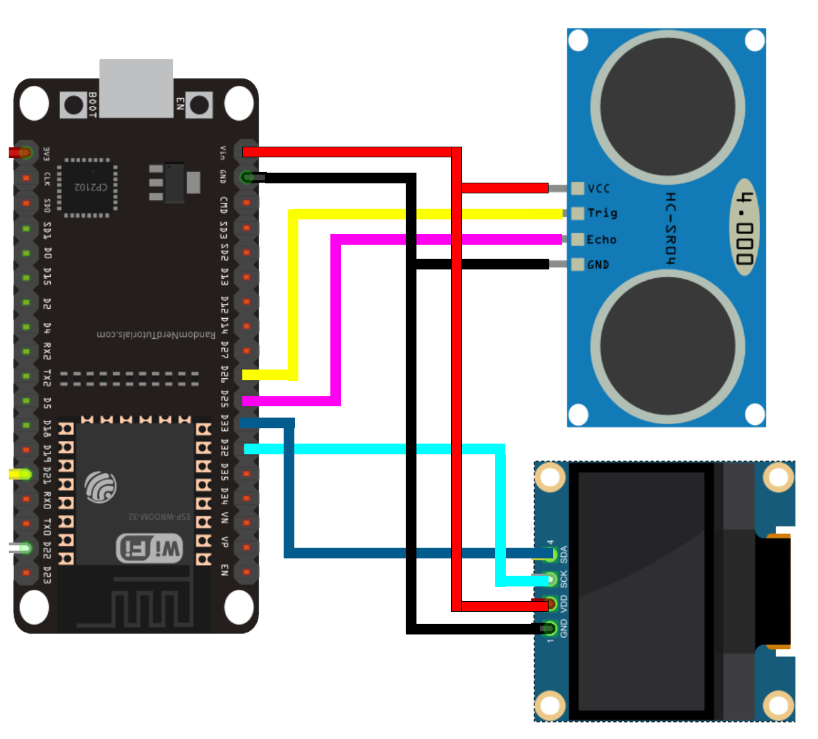 BOOT
EN
3V3
CLK
SD0
SD1
D0
D15
D2
D4
RX2
TX2
D5
D18
D19
D21
RX0
TX0
D22
D23
CP2102
RandomNerdTutorials.com
ESP-WROOM-32
WiFi
Vin
GND
CMD
SD3
SD2
D13
D12
D14
D27
D26
D25
D33
D32
D35
D34
VN
VP
EN
VCC
Trig
Echo
GND
HC-SR04
4.000
4
SDA
SCK
VDD
GND
1